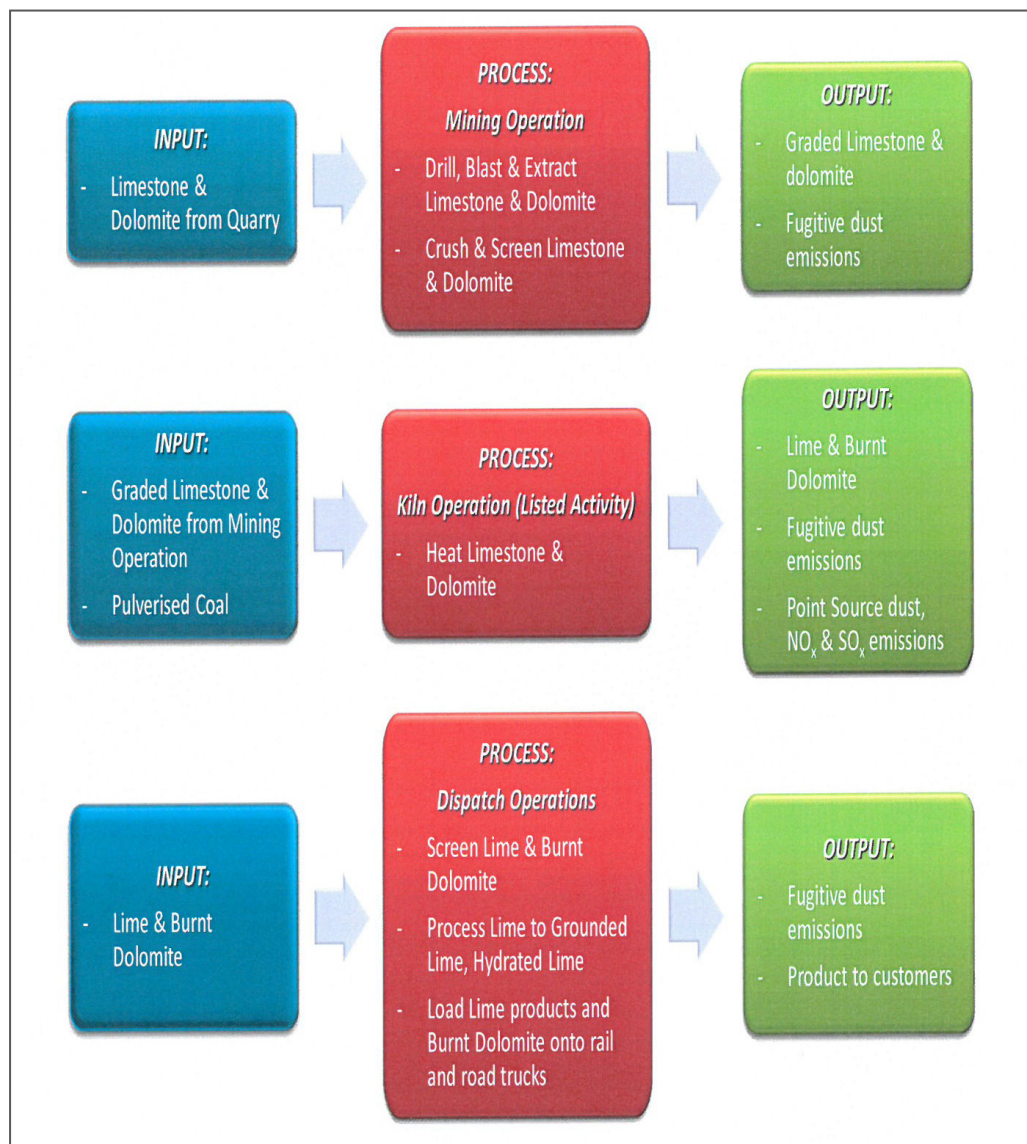 INPUT:
- Limestone &
Dolomite from Quarry
PROCESS:
Mining Operation
- Drill, Blast & Extract
Limestone & Dolomite
- Crush & Screen Limestone
& Dolomite
OUTPUT:
- Graded Limestone &
dolomite
- Fugitive dust
emissions
INPUT:
- Graded Limestone &
Dolomite from Mining
Operation
- Pulverised Coal
PROCESS:
Kiln Operation (Listed Activity)
- Heat Limestone &
Dolomite
OUTPUT:
- Lime & Burnt
Dolomite
- Fugitive dust
emissions
- Point Source dust,
NOx & SOx emissions
INPUT:
- Lime & Burnt
Dolomite
PROCESS:
Dispatch Operations
- Screen Lime & Burnt
Dolomite
- Process Lime to Grounded
Lime, Hydrated Lime
- Load Lime products and
Burnt Dolomite onto rail
and road trucks
OUTPUT:
- Fugitive dust
emissions
- Product to customers